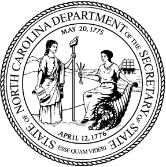 STATE OF NORTH CAROLINA DEPARTMENT OF THE SECRETARY OF STATE
MAY 20, 1775
APRIL 12, 1776
ESSE QUAM VIDERI